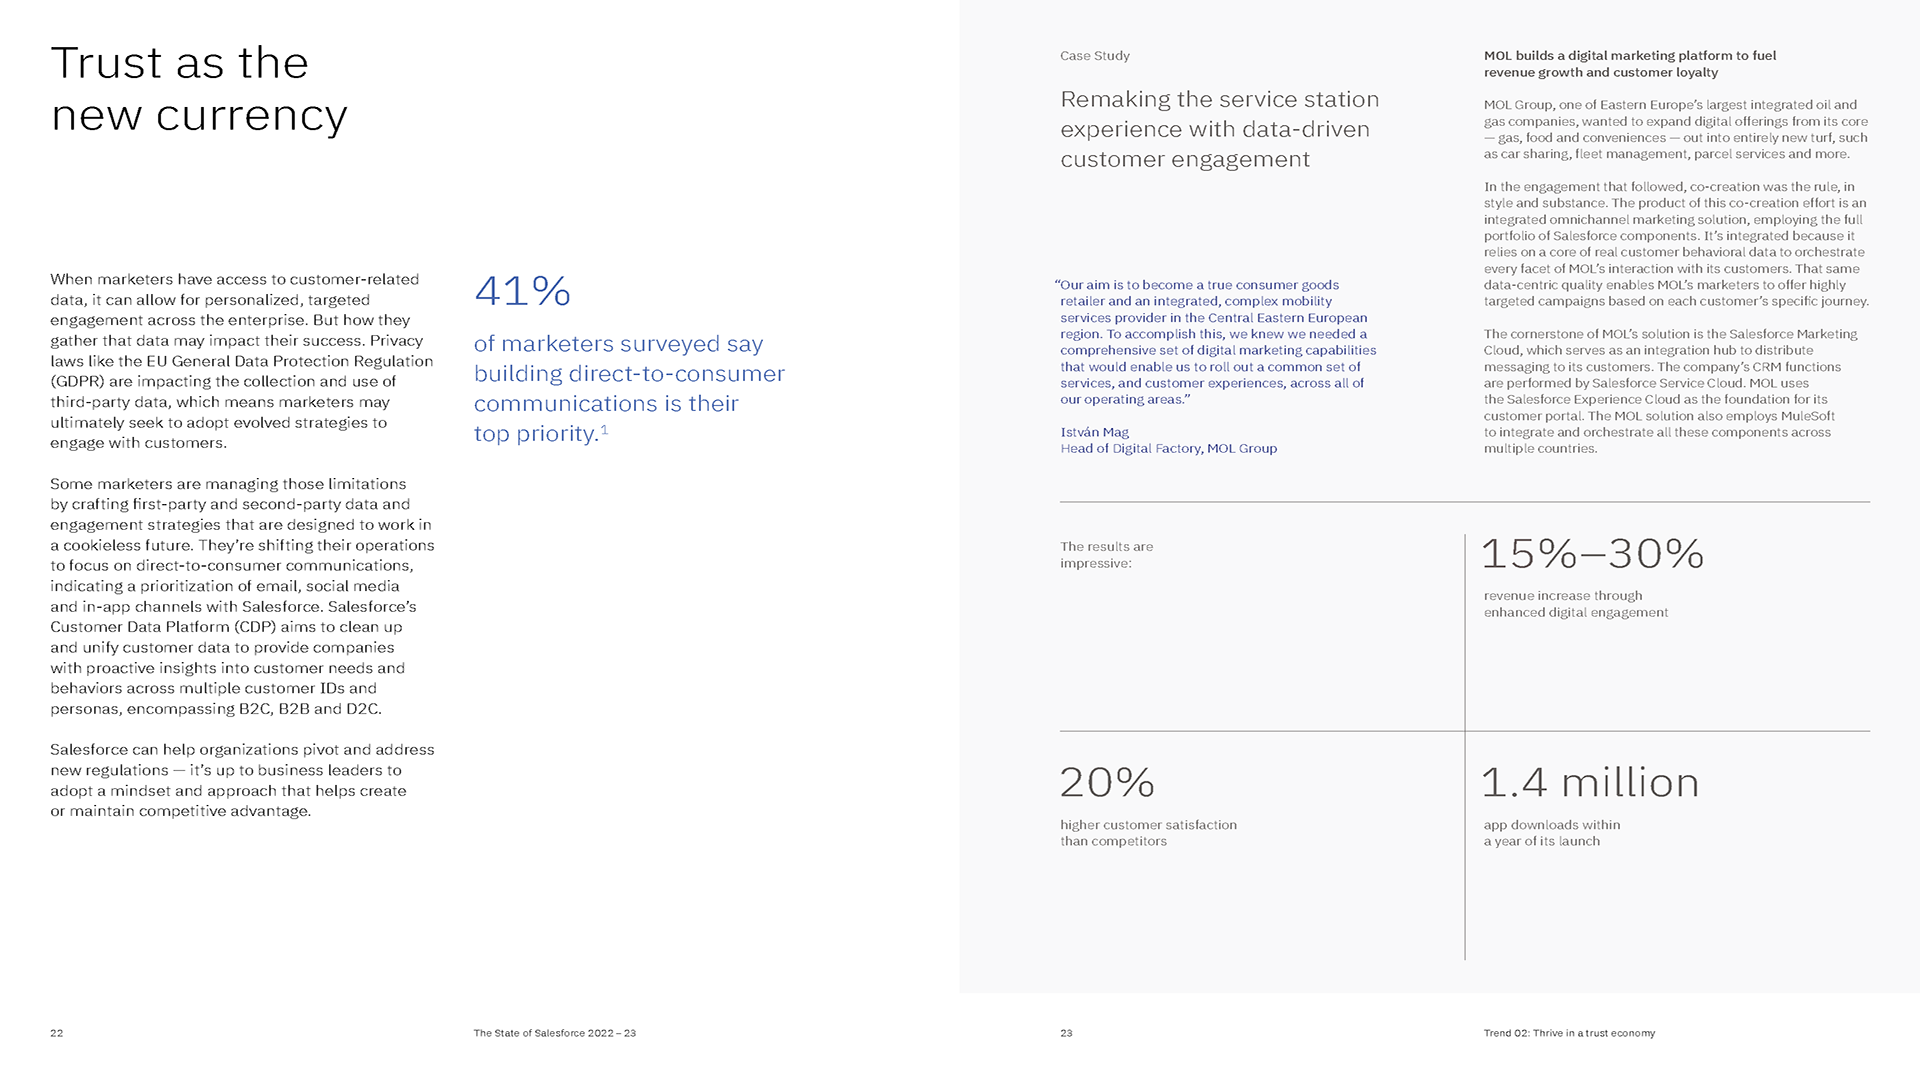 Trust as the
new currency
When marketers have access to customer-related
data, it can allow for personalized, targeted
engagement across the enterprise. But how they
gather that data may impact their success. Privacy
laws like the EU General Data Protection Regulation
(GDPR) are impacting the collection and use of
third-party data, which means marketers may
ultimately seek to adopt evolved strategies to
engage with customers.
Some marketers are managing those limitations
by crafting first-party and second-party data and
engagement strategies that are designed to work in
a cookieless future. They’re shifting their operations
to focus on direct-to-consumer communications,
indicating a prioritization of email, social media
and in-app channels with Salesforce. Salesforce’s
Customer Data Platform (CDP) aims to clean up
and unify customer data to provide companies
with proactive insights into customer needs and
behaviors across multiple customer IDs and
personas, encompassing B2C, B2B and D2C.
Salesforce can help organizations pivot and address
new regulations — it’s up to business leaders to
adopt a mindset and approach that helps create
or maintain competitive advantage.
41%
of marketers surveyed say
building direct-to-consumer
communications is their
top priority.¹
22
The State of Salesforce 2022 – 23
Case Study
Remaking the service station
experience with data-driven
customer engagement
“Our aim is to become a true consumer goods
retailer and an integrated, complex mobility
services provider in the Central Eastern European
region. To accomplish this, we knew we needed a
comprehensive set of digital marketing capabilities
that would enable us to roll out a common set of
services, and customer experiences, across all of
our operating areas.”
István Mag
Head of Digital Factory, MOL Group
MOL builds a digital marketing platform to fuel
revenue growth and customer loyalty
MOL Group, one of Eastern Europe’s largest integrated oil and
gas companies, wanted to expand digital offerings from its core
— gas, food and conveniences — out into entirely new turf, such
as car sharing, fleet management, parcel services and more.
In the engagement that followed, co-creation was the rule, in
style and substance. The product of this co-creation effort is an
integrated omnichannel marketing solution, employing the full
portfolio of Salesforce components. It’s integrated because it
relies on a core of real customer behavioral data to orchestrate
every facet of MOL’s interaction with its customers. That same
data-centric quality enables MOL’s marketers to offer highly
targeted campaigns based on each customer’s specific journey.
The cornerstone of MOL’s solution is the Salesforce Marketing
Cloud, which serves as an integration hub to distribute
messaging to its customers. The company’s CRM functions
are performed by Salesforce Service Cloud. MOL uses
the Salesforce Experience Cloud as the foundation for its
customer portal. The MOL solution also employs MuleSoft
to integrate and orchestrate all these components across
multiple countries.
The results are
impressive:
15%–30%
revenue increase through
enhanced digital engagement
20%
higher customer satisfaction
than competitors
1.4 million
app downloads within
a year of its launch
23
Trend 02: Thrive in a trust economy